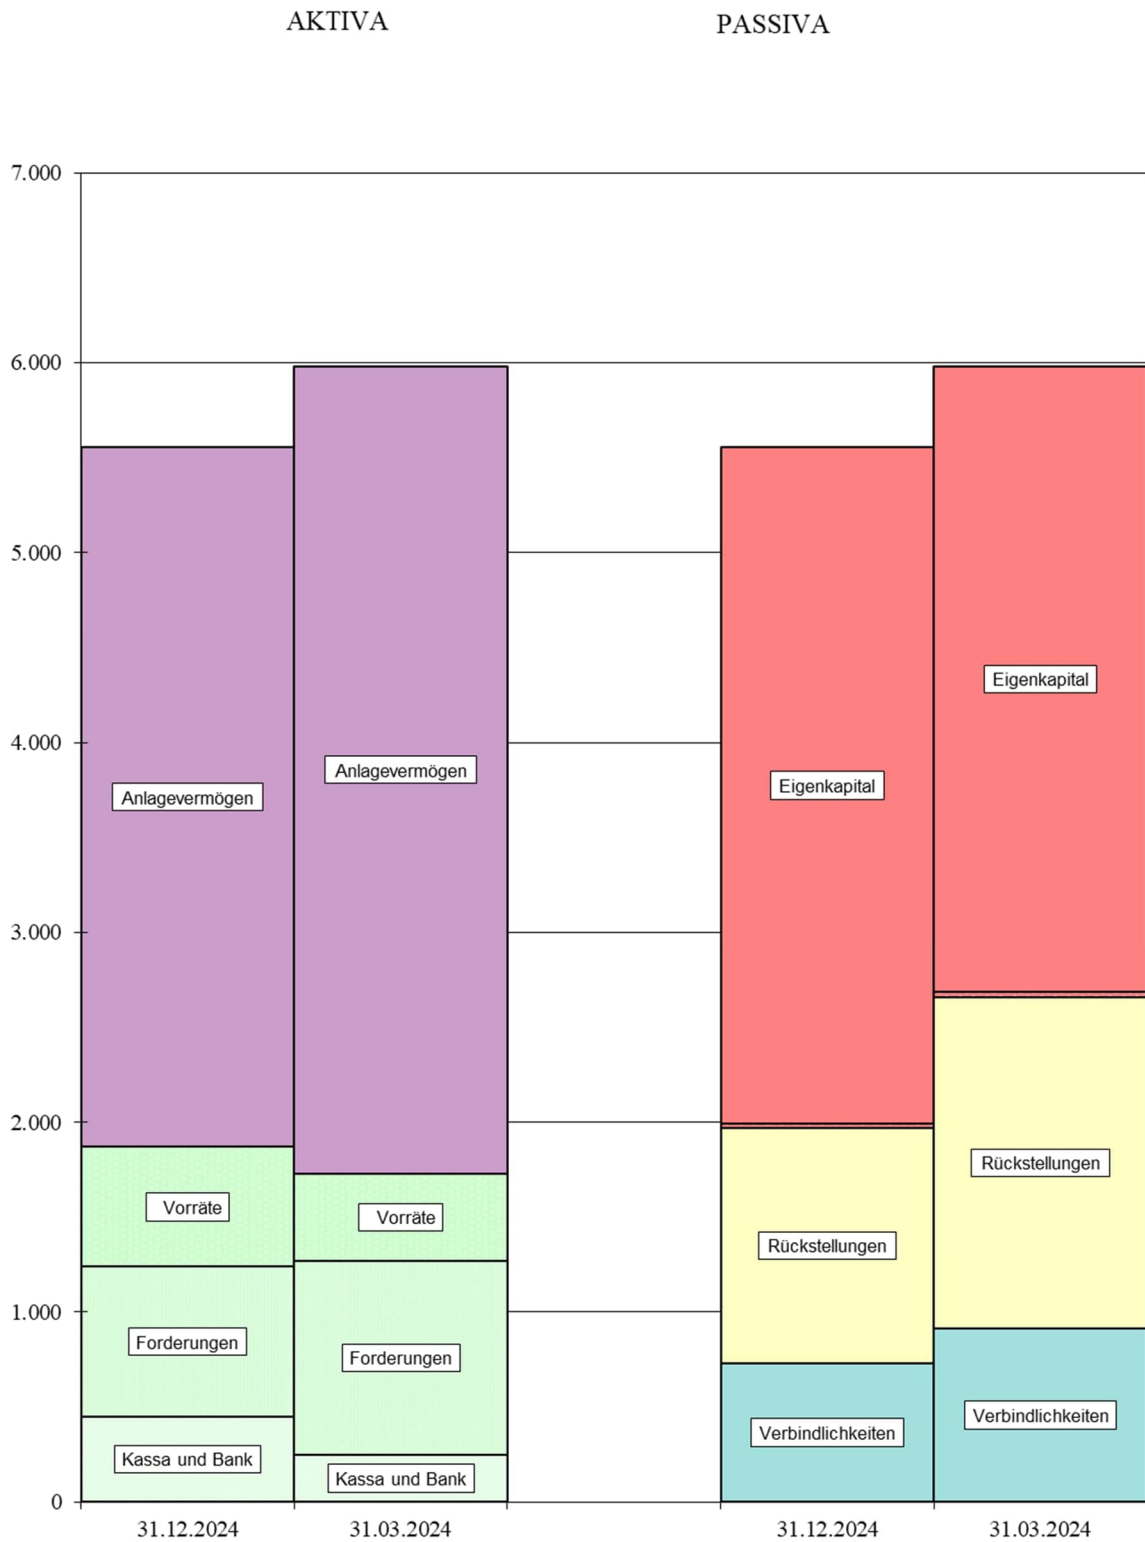 AKTIVA
PASSIVA
7.000
6.000
5.000
Eigenkapital
4.000
Anlagevermögen
Eigenkapital
Anlagevermögen
3.000
2.000
Rückstellungen
Vorräte
Vorräte
Rückstellungen
1.000
Forderungen
Forderungen
Verbindlichkeiten
Verbindlichkeiten
Kassa und Bank
Kassa und Bank
0
31.12.2024
31.03.2024
31.12.2024
31.03.2024